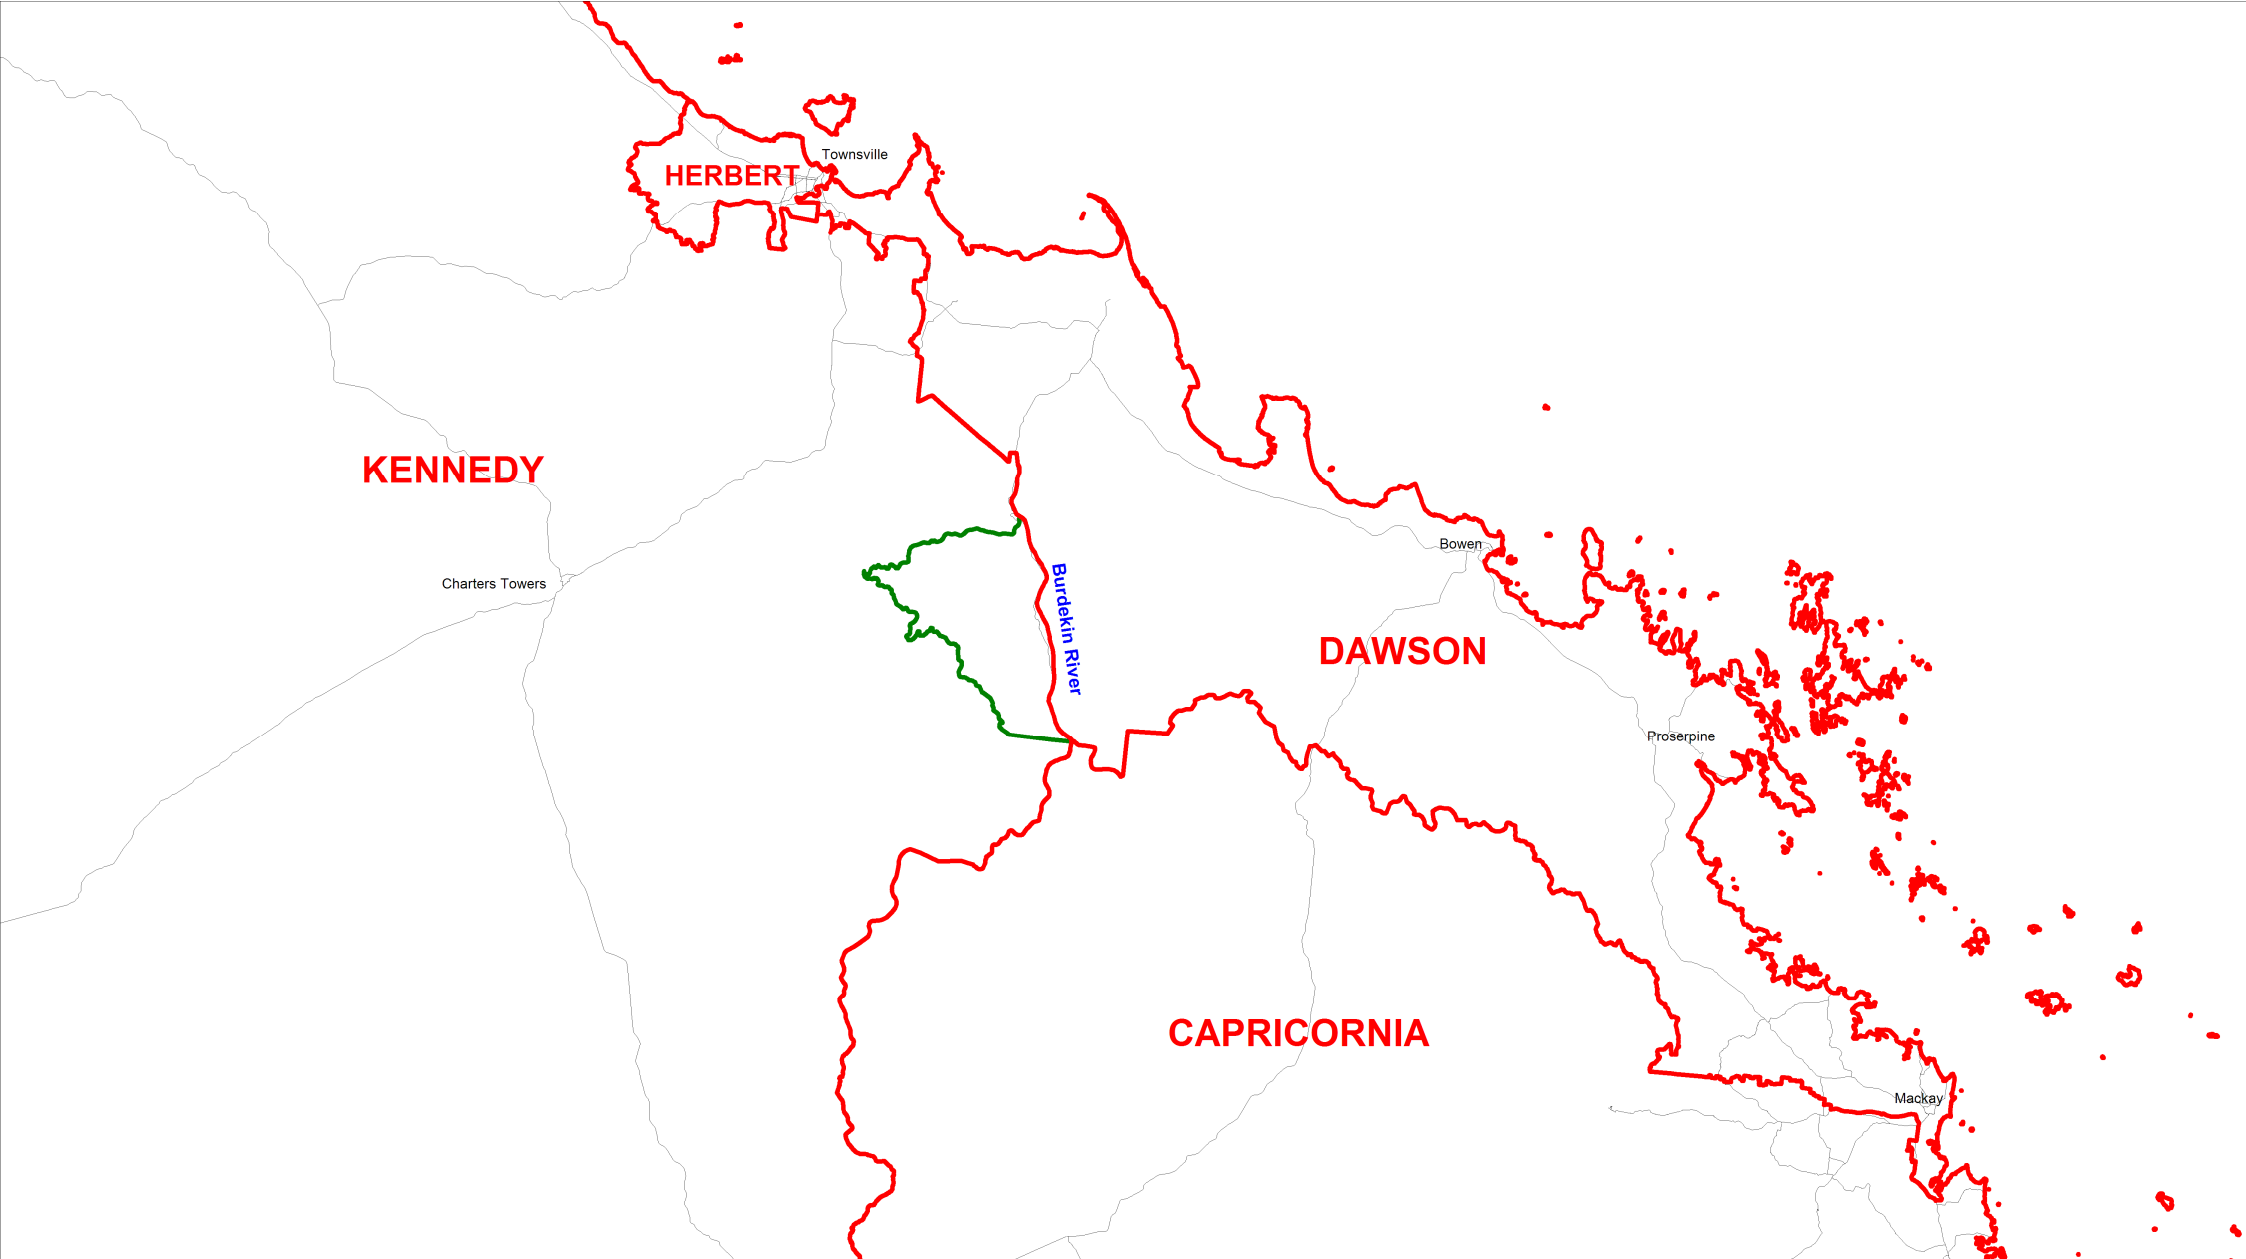 Townsville
HERBERT
KENNEDY
Bowen
Charters Towers
Burdekin River
DAWSON
Proserpine
CAPRICORNIA
Mackay